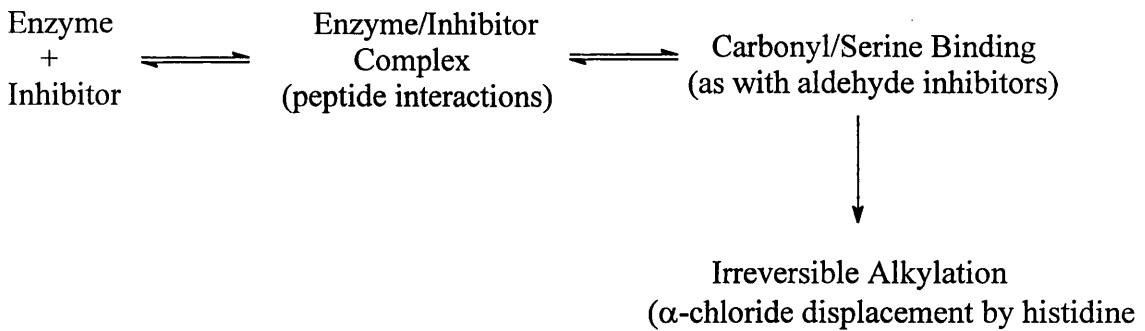 Enzyme
+
Inhibitor
Enzyme/Inhibitor
Complex
(peptide interactions)
Carbonyl/Serine Binding
(as with aldehyde inhibitors)
Irreversible Alkylation
(α-chloride displacement by histidine